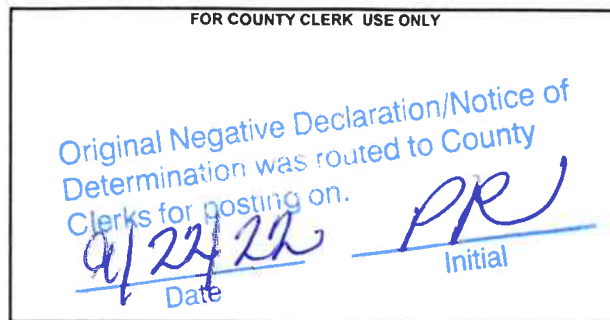 FOR COUNTY CLERK USE ONLY
Original Negative Declaration/Notice of
Determination was routed to County
Clerks for posting on.
9/22/22 PR
Date Initial